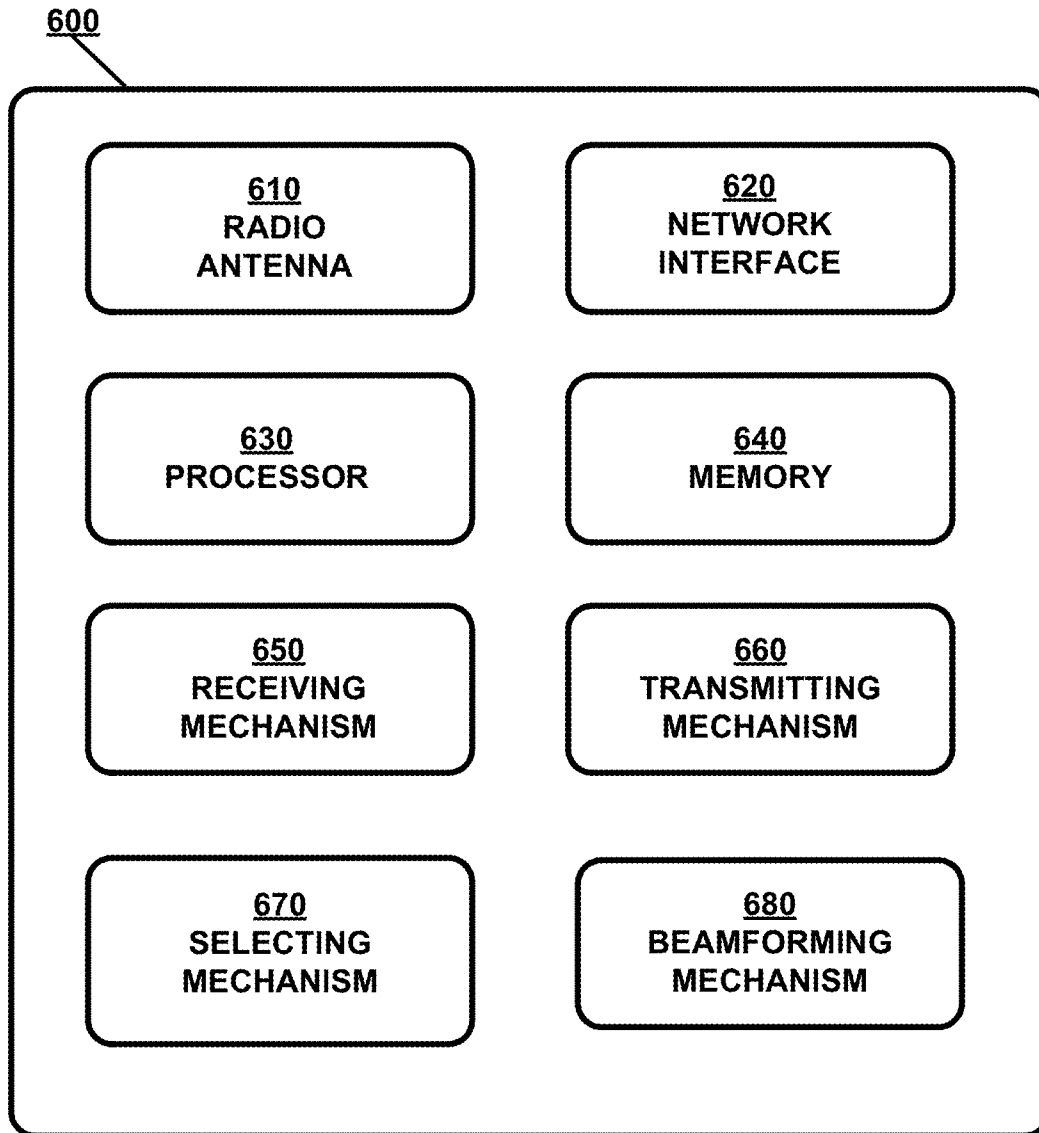 600
610
RADIO
ANTENNA
620
NETWORK
INTERFACE
630
PROCESSOR
640
MEMORY
650
RECEIVING
MECHANISM
660
TRANSMITTING
MECHANISM
670
SELECTING
MECHANISM
680
BEAMFORMING
MECHANISM